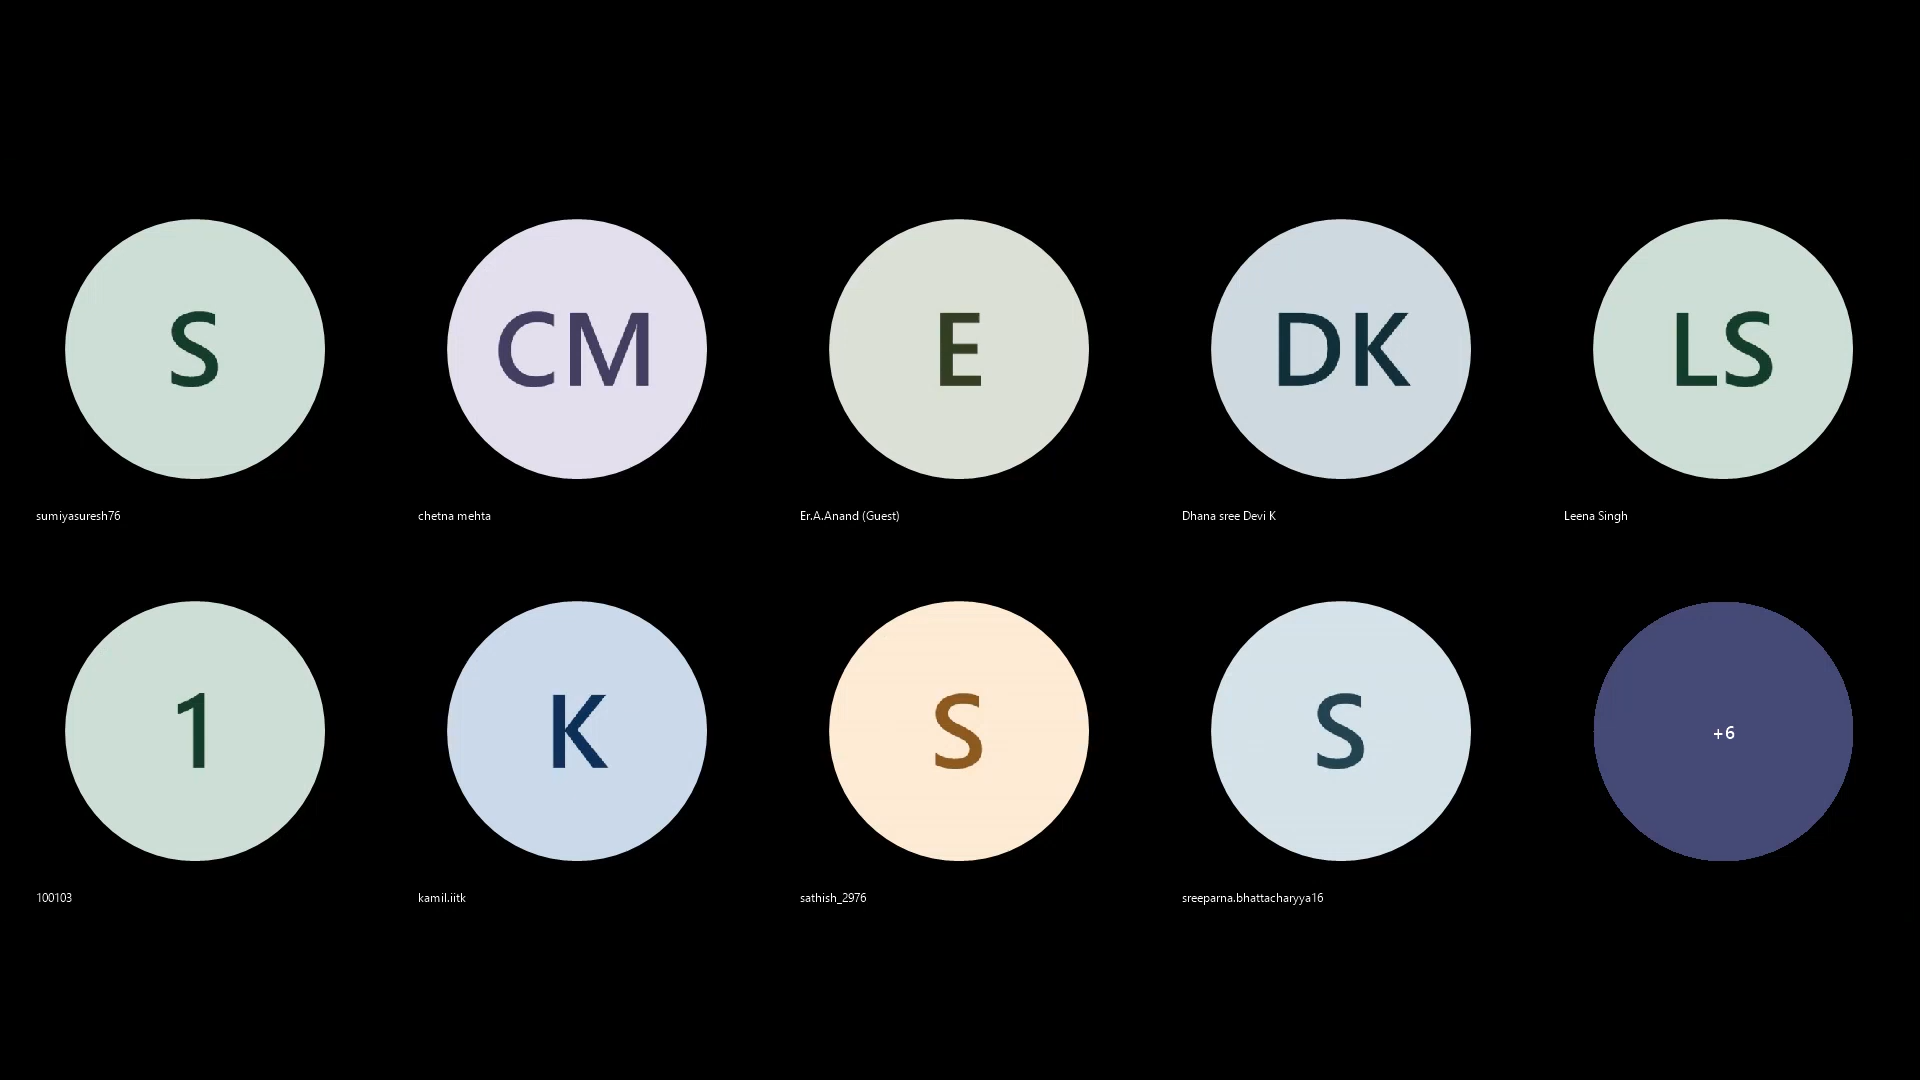 S
CM
E
DK
LS
sumiyasuresh76
chetna mehta
Er.A.Anand (Guest)
Dhana sree Devi K
Leena Singh
1
K
S
S
+6
100103
kamil.iitk
sathish_2976
sreeparna.bhattacharyya16